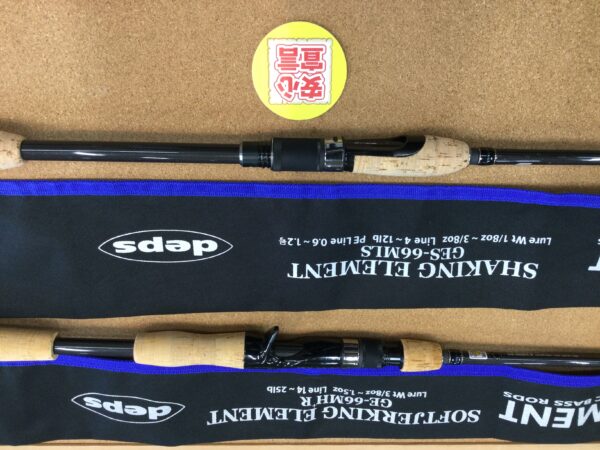 安心
宣言
SHAKING ELEMENT
GES-66MLS
Lure Wt 1/8oz ~ 3/8oz Line 4 ~ 12lb PE Line 0.6 ~ 1.2号
deps
MENT
BASS RODS
SOFTJERKING ELEMENT
GE-66MH'R
Lure Wt 3/8oz ~ 1.5oz Line 14 ~ 25lb
deps